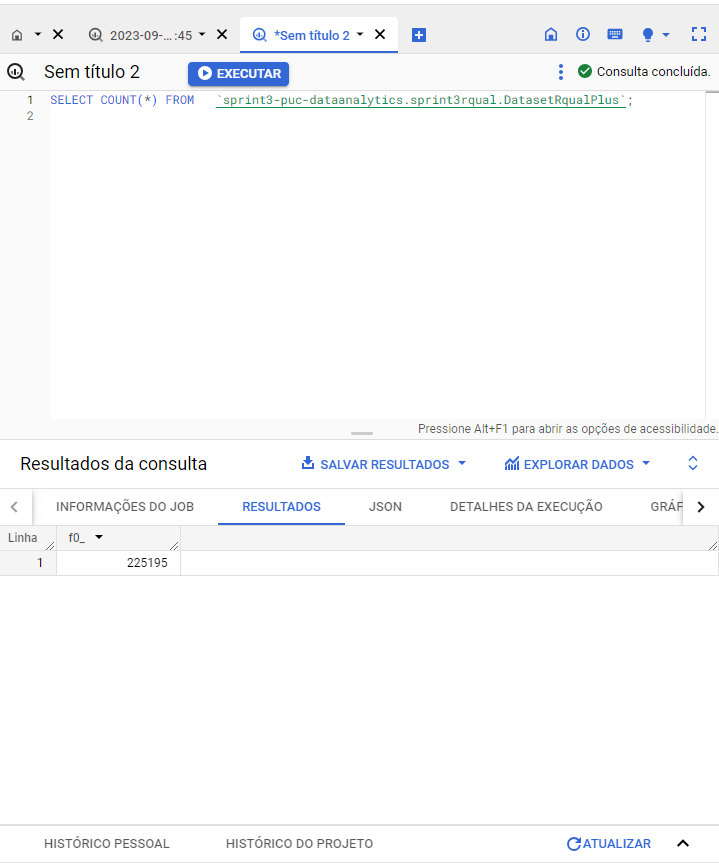 2023-09-...:45
*Sem título 2
Sem título 2
EXECUTAR
Consulta concluída.
1 SELECT COUNT(*) FROM `sprint3-puc-dataanalytics.sprint3rqual.DatasetRqualPlus`;
2
Pressione Alt+F1 para abrir as opções de acessibilidade.
Resultados da consulta
SALVAR RESULTADOS
EXPLORAR DADOS
INFORMAÇÕES DO JOB RESULTADOS JSON DETALHES DA EXECUÇÃO GRÁF
Linha f0_
1 225195
HISTÓRICO PESSOAL HISTÓRICO DO PROJETO ATUALIZAR